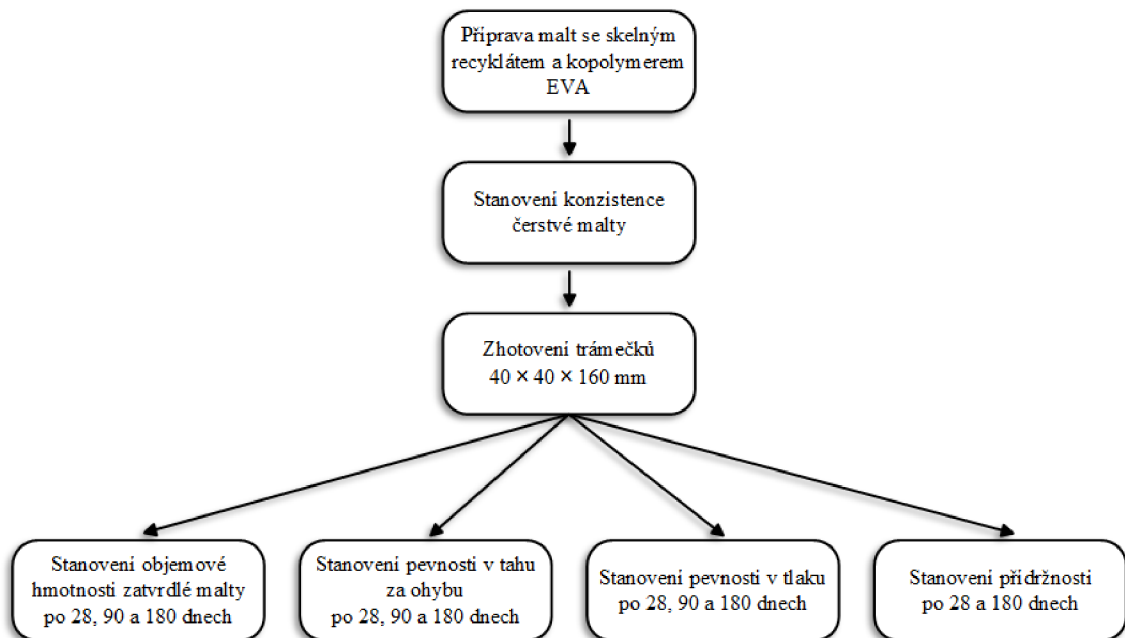 Příprava malt se skelným
recyklátem a kopolymerem
EVA
Stanovení konzistence
čerstvé malty
Zhotovení trámečků
40 × 40 × 160 mm
Stanovení objemové
hmotnosti zatvrdlé malty
po 28, 90 a 180 dnech
Stanovení pevnosti v tahu
za ohybu
po 28, 90 a 180 dnech
Stanovení pevnosti v tlaku
po 28, 90 a 180 dnech
Stanovení přídržnosti
po 28 a 180 dnech